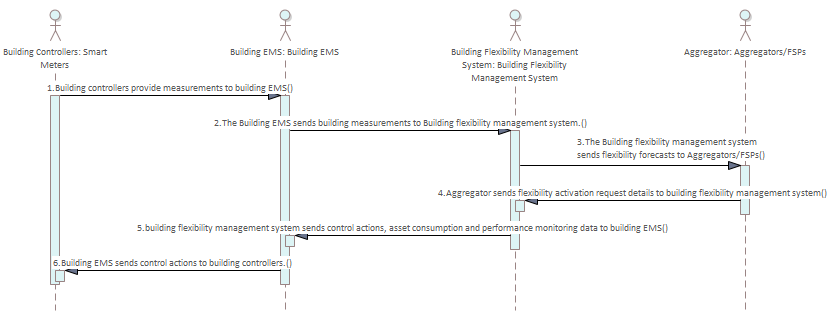 Building Controllers: Smart
Meters
Building EMS: Building EMS
Building Flexibility Management
System: Building Flexibility
Management System
Aggregator: Aggregators/FSPs
1.Building controllers provide measurements to building EMS()
2.The Building EMS sends building measurements to Building flexibility management system.()
3.The Building flexibility management system
sends flexibility forecasts to Aggregators/FSPs()
4.Aggregator sends flexibility activation request details to building flexibility management system()
5.building flexibility management system sends control actions, asset consumption and performance monitoring data to building EMS()
6.Building EMS sends control actions to building controllers.()